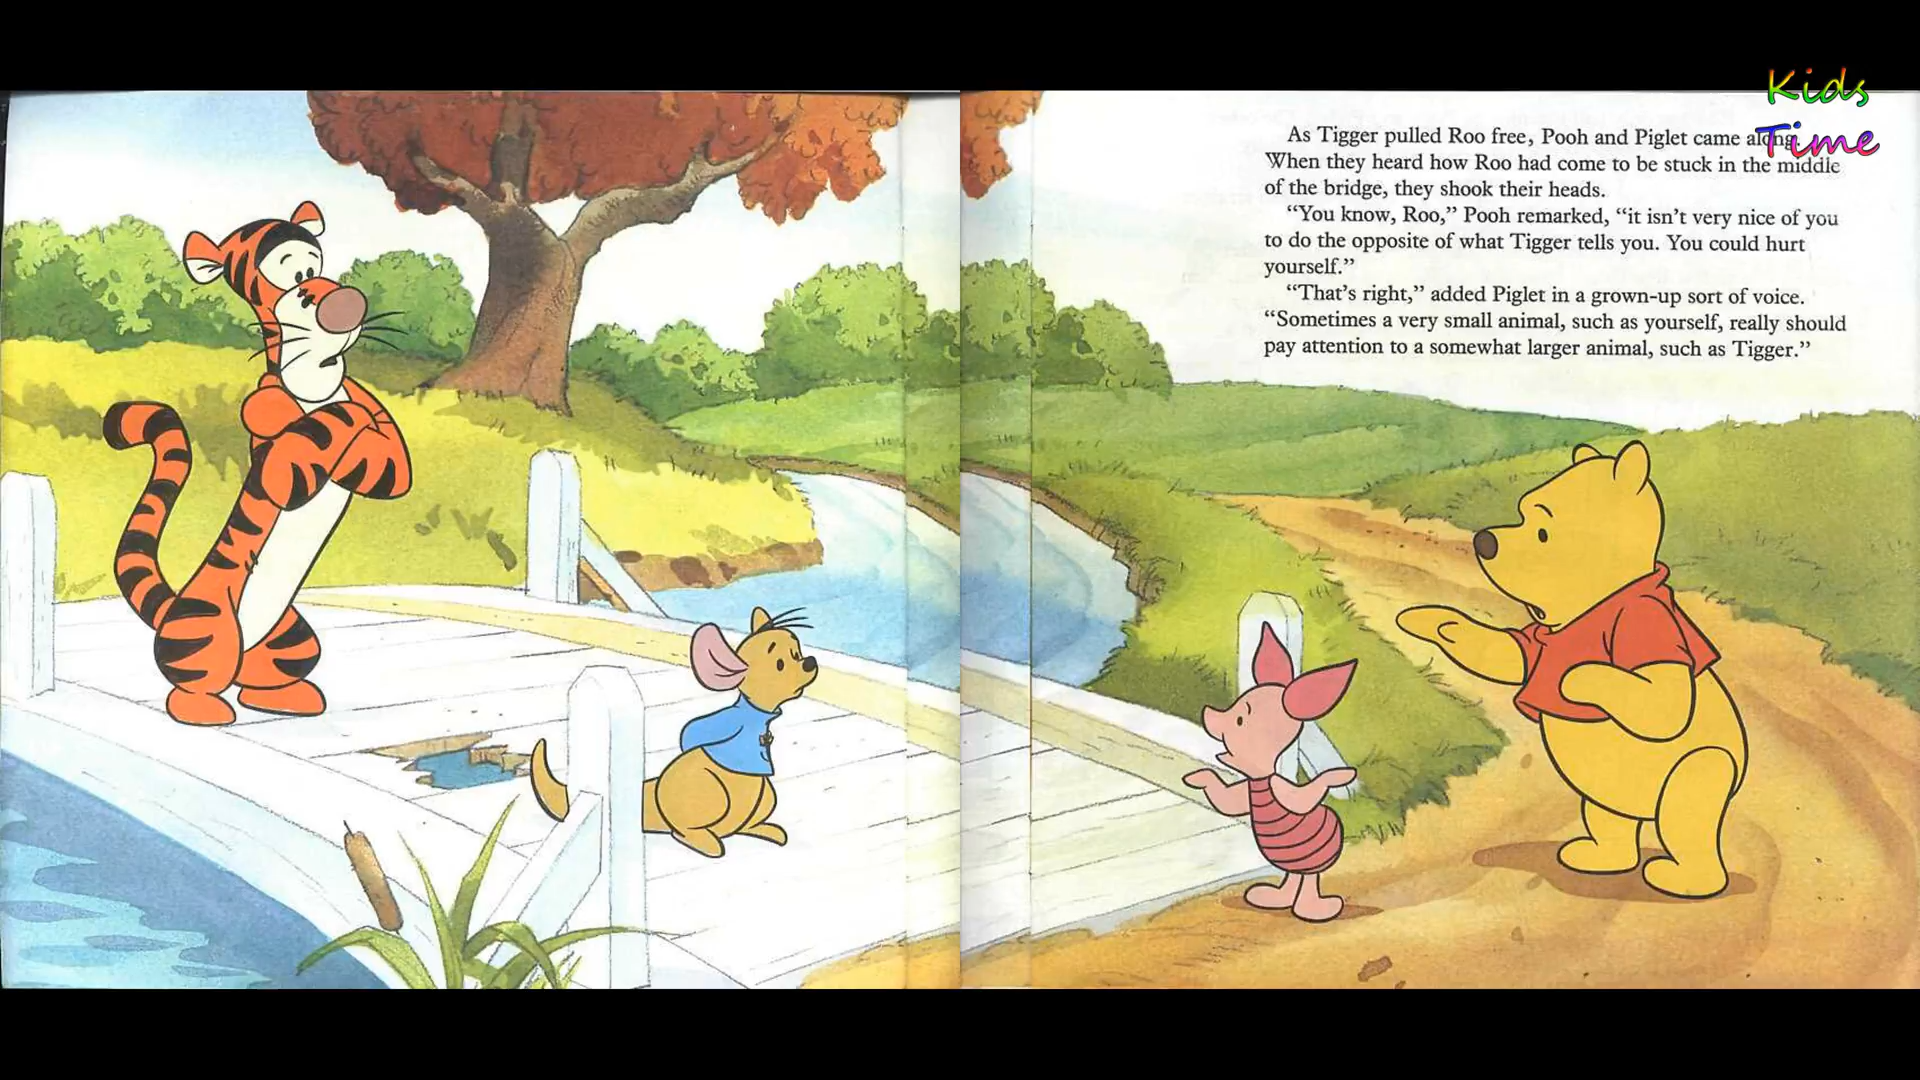 Kids
Time
As Tigger pulled Roo free, Pooh and Piglet came along.
When they heard how Roo had come to be stuck in the middle
of the bridge, they shook their heads.
“You know, Roo,” Pooh remarked, “it isn’t very nice of you
to do the opposite of what Tigger tells you. You could hurt
yourself.”
“That’s right,” added Piglet in a grown-up sort of voice.
“Sometimes a very small animal, such as yourself, really should
pay attention to a somewhat larger animal, such as Tigger.”